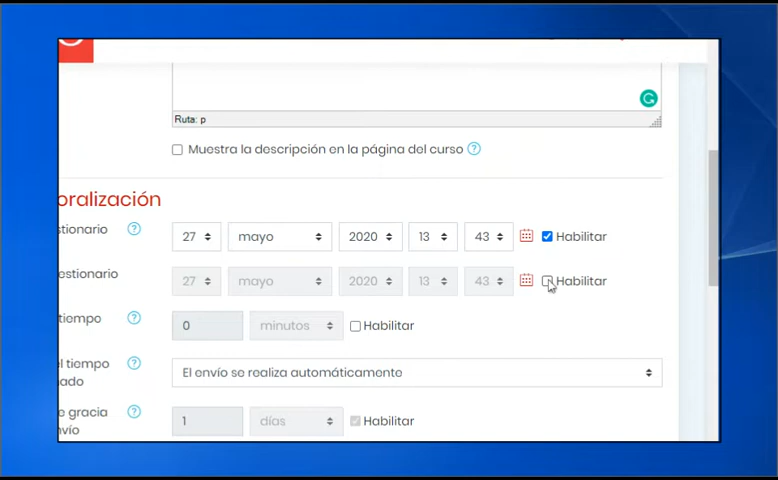 Ruta: p
Muestra la descripción en la página del curso
oralización
stionario 27 mayo 2020 13 43 Habilitar
estionario 27 mayo 2020 13 43 Habilitar
tiempo 0 minutos Habilitar
l tiempo
ado
El envío se realiza automáticamente
e gracia
nvío
1 días Habilitar